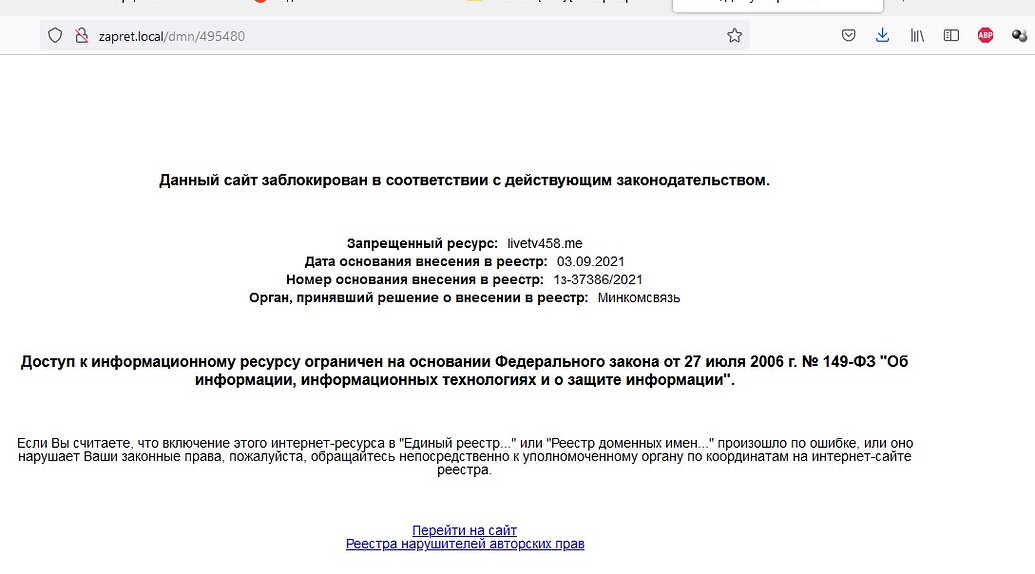 zapret.local/dmn/495480
ABP
Данный сайт заблокирован в соответствии с действующим законодательством.
Запрещенный ресурс: livetv458.me
Дата основания внесения в реестр: 03.09.2021
Номер основания внесения в реестр: 1з-37386/2021
Орган, принявший решение о внесении в реестр: Минкомсвязь
Доступ к информационному ресурсу ограничен на основании Федерального закона от 27 июля 2006 г. № 149-ФЗ "Об
информации, информационных технологиях и о защите информации".
Если Вы считаете, что включение этого интернет-ресурса в "Единый реестр..." или "Реестр доменных имен..." произошло по ошибке, или оно
нарушает Ваши законные права, пожалуйста, обращайтесь непосредственно к уполномоченному органу по координатам на интернет-сайте
реестра.
Перейти на сайт
Реестра нарушителей авторских прав